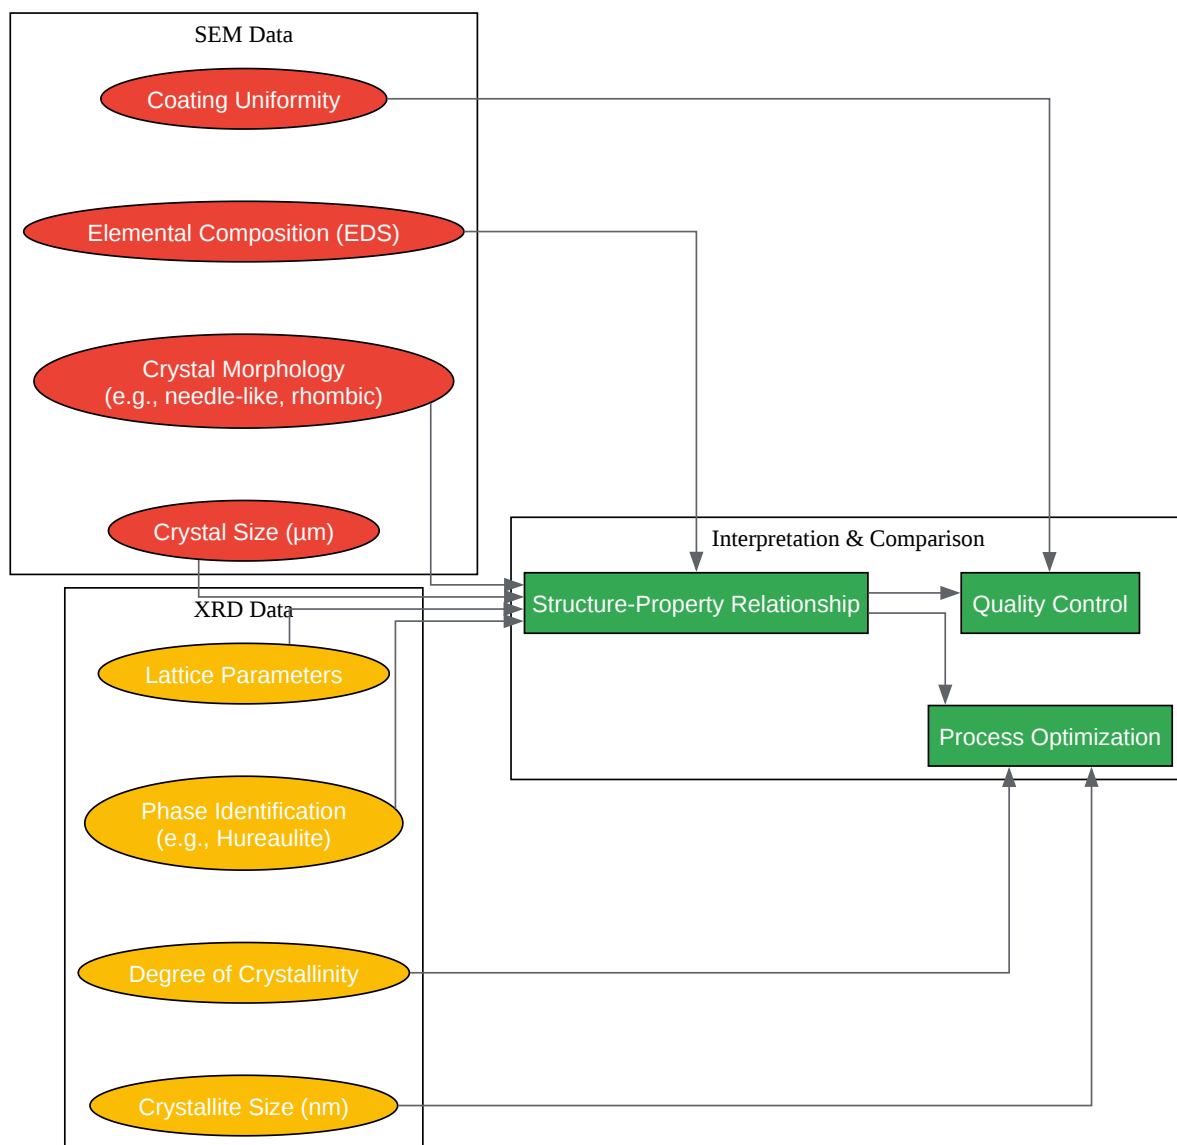 SEM Data
Coating Uniformity
Elemental Composition (EDS)
Crystal Morphology
(e.g., needle-like, rhombic)
Crystal Size (µm)
Interpretation & Comparison
Structure-Property Relationship
Quality Control
Process Optimization
XRD Data
Lattice Parameters
Phase Identification
(e.g., Hureaulite)
Degree of Crystallinity
Crystallite Size (nm)